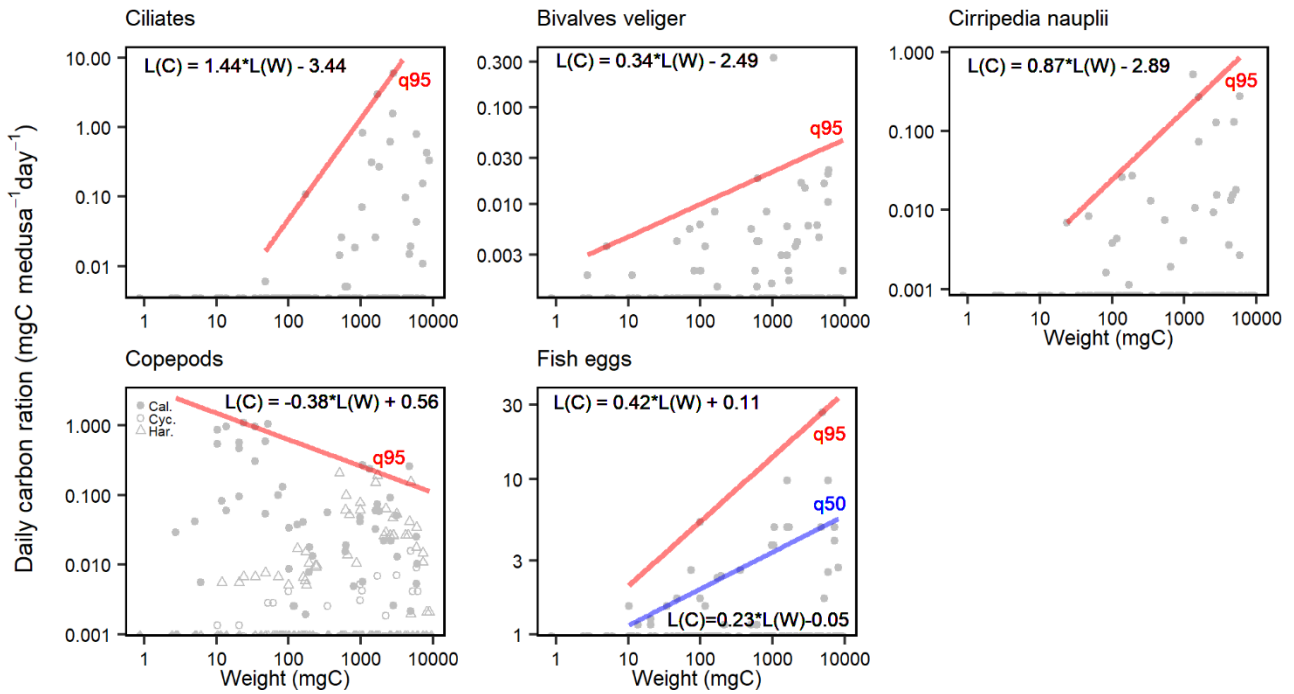 Ciliates
Bivalves veliger
Cirripedia nauplii
Daily carbon ration (mgC medusa⁻¹day⁻¹)
L(C) = 1.44*L(W) - 3.44
q95
10.00
1.00
0.10
0.01
1 10 100 1000 10000
L(C) = 0.34*L(W) - 2.49
q95
0.300
0.100
0.030
0.010
0.003
1 10 100 1000 10000
L(C) = 0.87*L(W) - 2.89
q95
1.000
0.100
0.010
0.001
1 10 100 1000 10000
Weight (mgC)
Copepods
Fish eggs
L(C) = -0.38*L(W) + 0.56
Cal.
Cyc.
Har.
q95
1.000
0.100
0.010
0.001
1 10 100 1000 10000
Weight (mgC)
L(C) = 0.42*L(W) + 0.11
q95
q50
L(C)=0.23*L(W)-0.05
30
10
3
1
1 10 100 1000 10000
Weight (mgC)